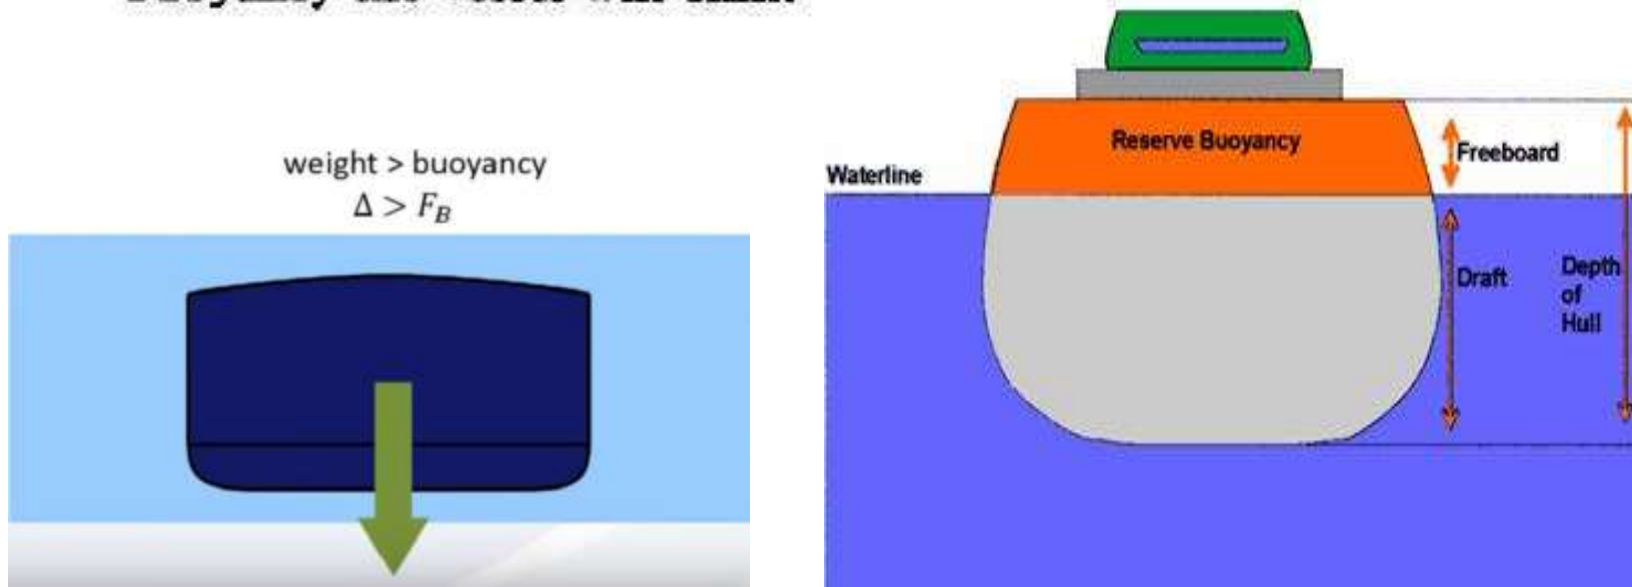 weight > buoyancy
Δ > F_B
Reserve Buoyancy
Freeboard
Waterline
Draft
Depth
of
Hull